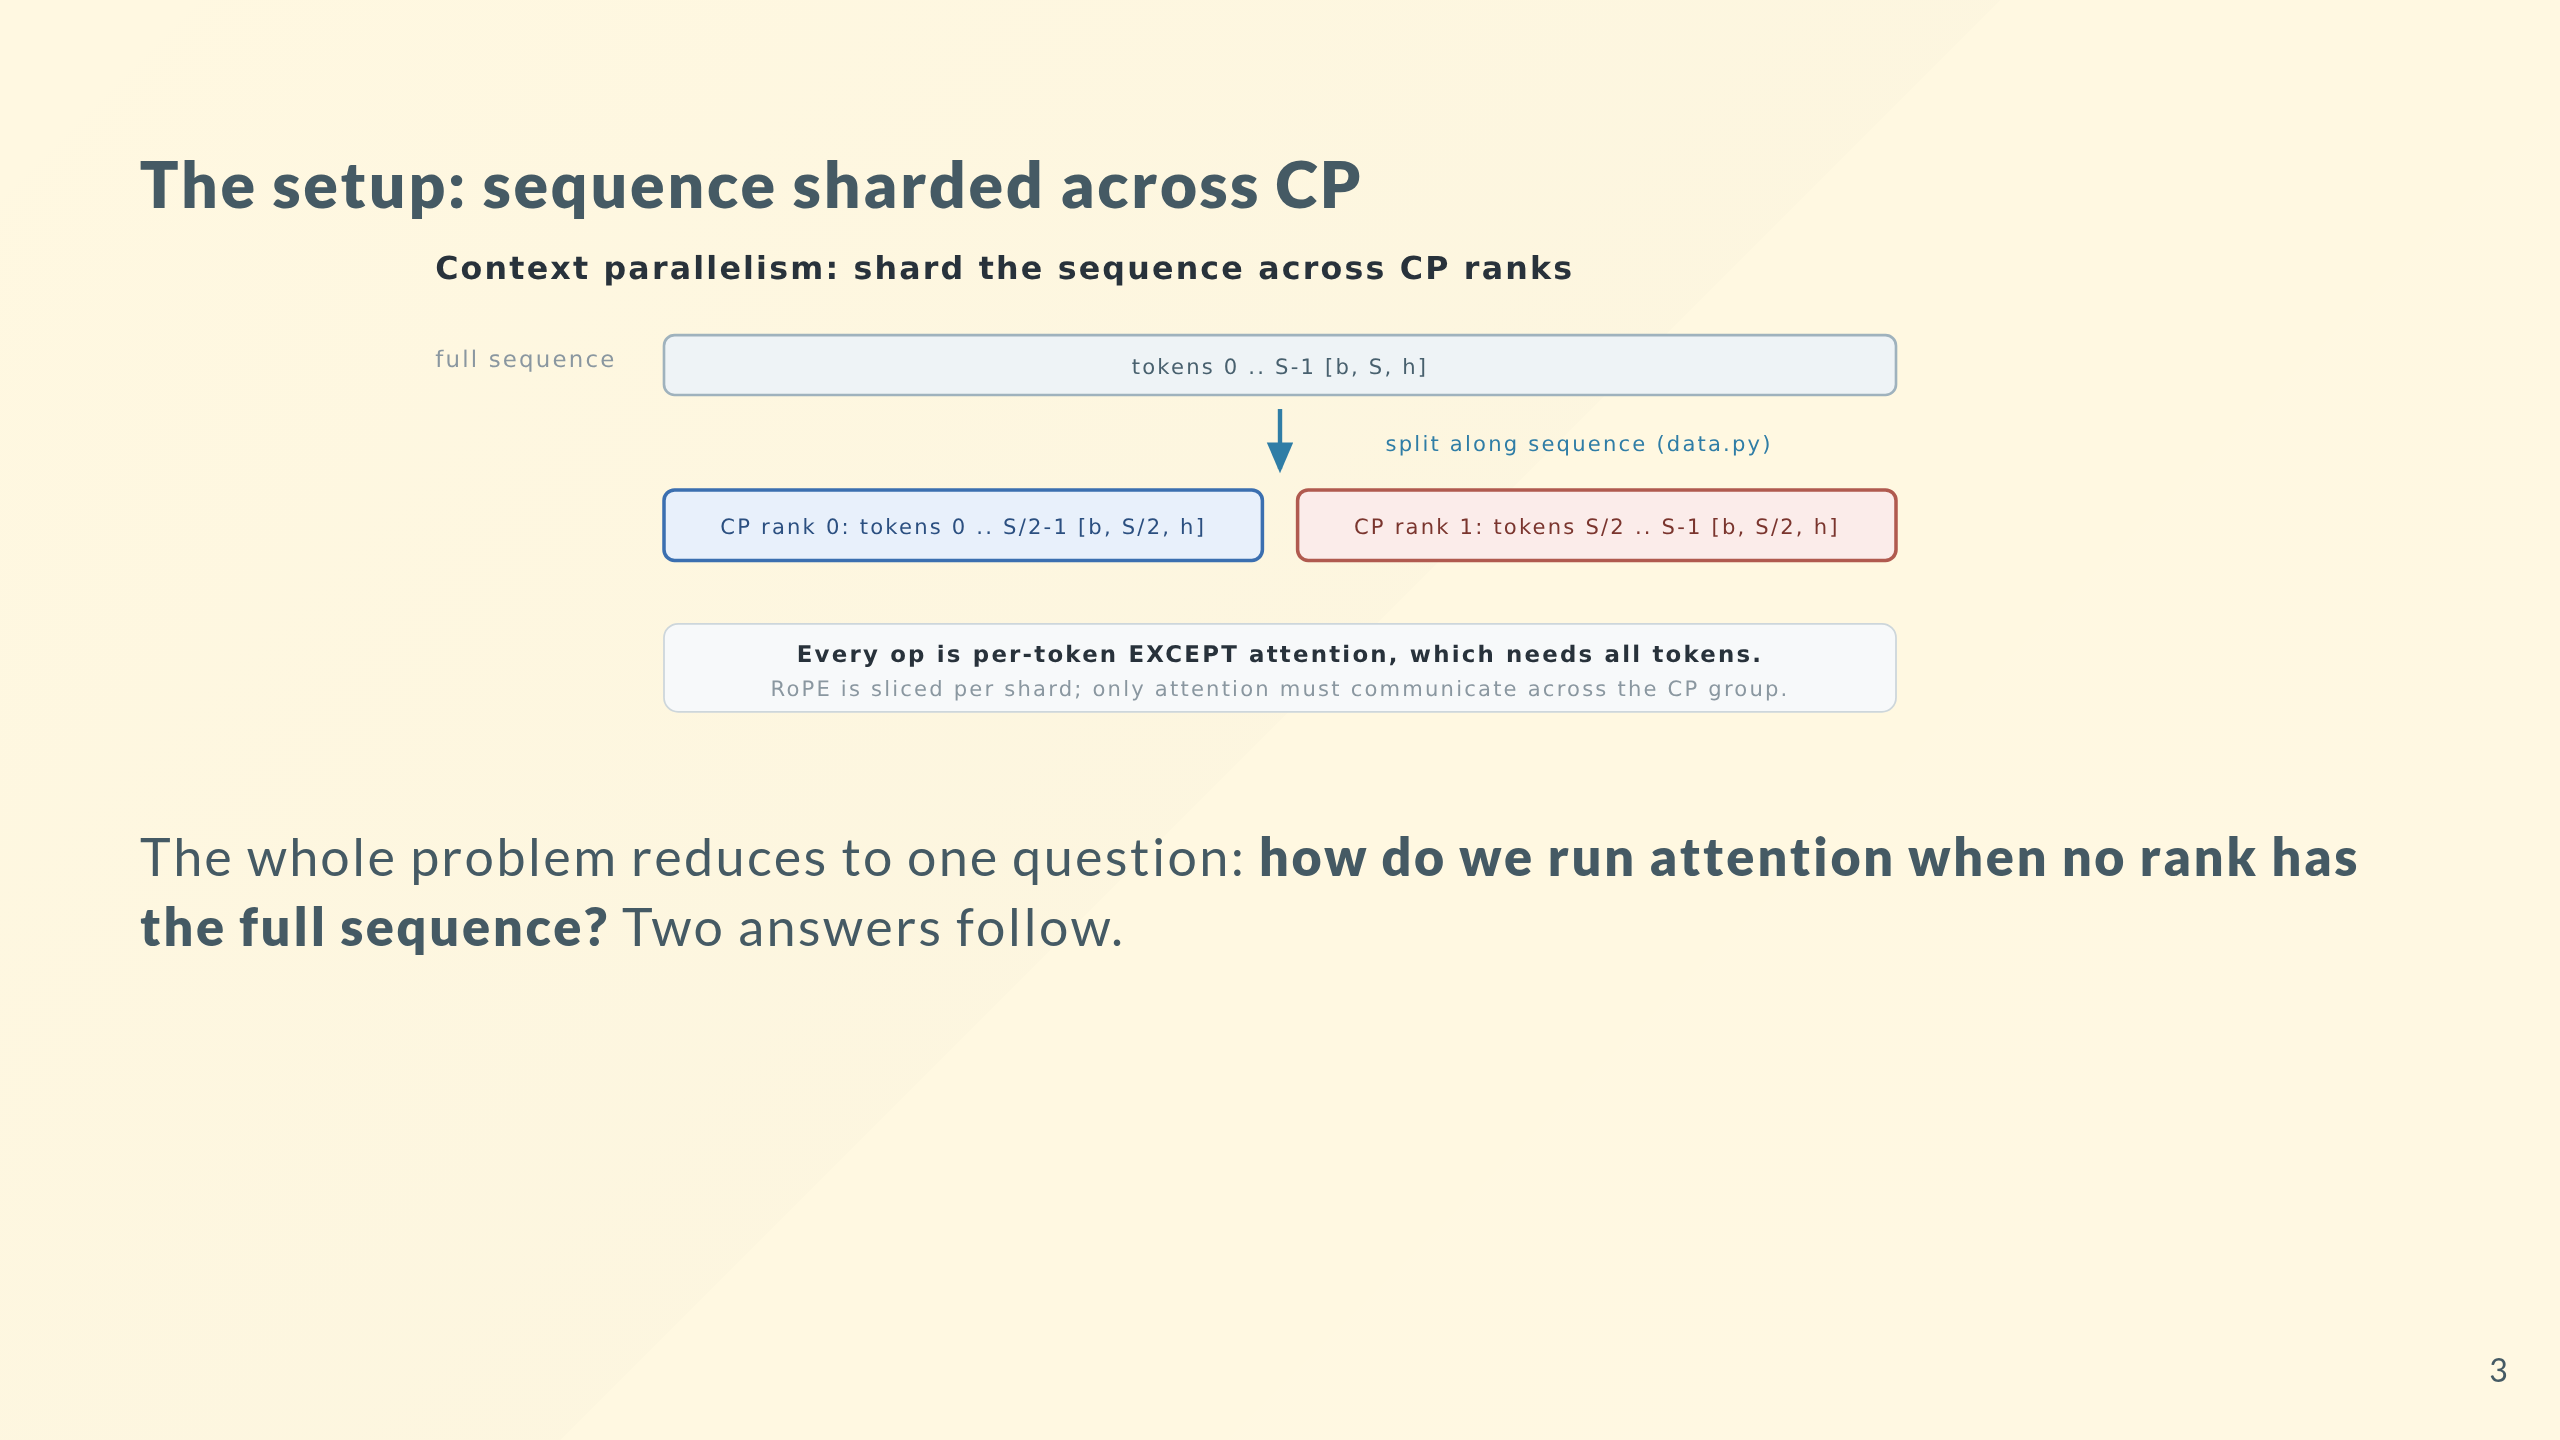 The setup: sequence sharded across CP
Context parallelism: shard the sequence across CP ranks
full sequence
tokens 0 .. S-1 [b, S, h]
split along sequence (data.py)
CP rank 0: tokens 0 .. S/2-1 [b, S/2, h]
CP rank 1: tokens S/2 .. S-1 [b, S/2, h]
Every op is per-token EXCEPT attention, which needs all tokens.
RoPE is sliced per shard; only attention must communicate across the CP group.
The whole problem reduces to one question: how do we run attention when no rank has
the full sequence? Two answers follow.
3